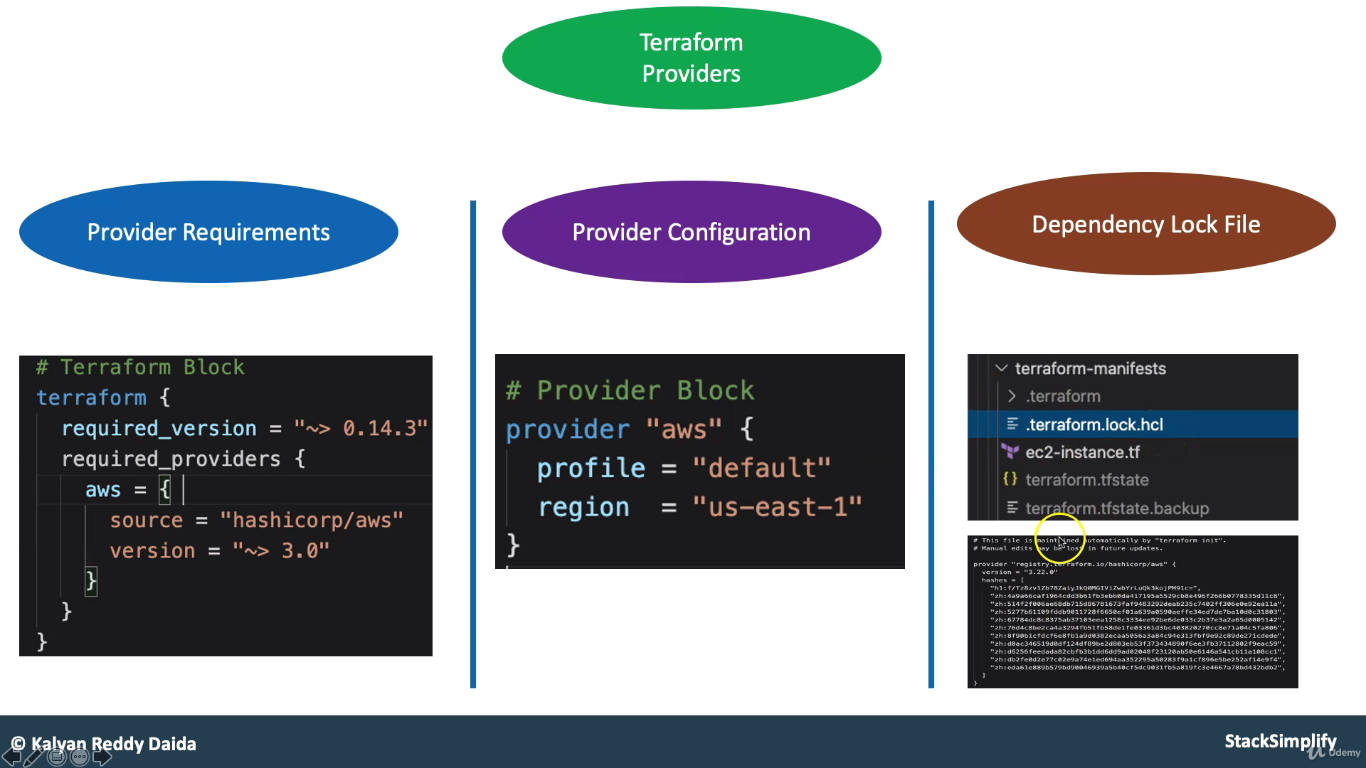 Terraform
Providers
Provider Requirements
Provider Configuration
Dependency Lock File
# Terraform Block
terraform {
required_version = "~> 0.14.3"
required_providers {
aws = {
source = "hashicorp/aws"
version = "~> 3.0"
}
}
}
# Provider Block
provider "aws" {
profile = "default"
region = "us-east-1"
}
terraform-manifests
.terraform
.terraform.lock.hcl
ec2-instance.tf
{} terraform.tfstate
terraform.tfstate.backup
# This file is maintained automatically by "terraform init".
# Manual edits may be lost in future updates.
provider "registry.terraform.io/hashicorp/aws" {
version = "3.22.0"
hashes = [
]
}
© Kalyan Reddy Daida
StackSimplify
Udemy